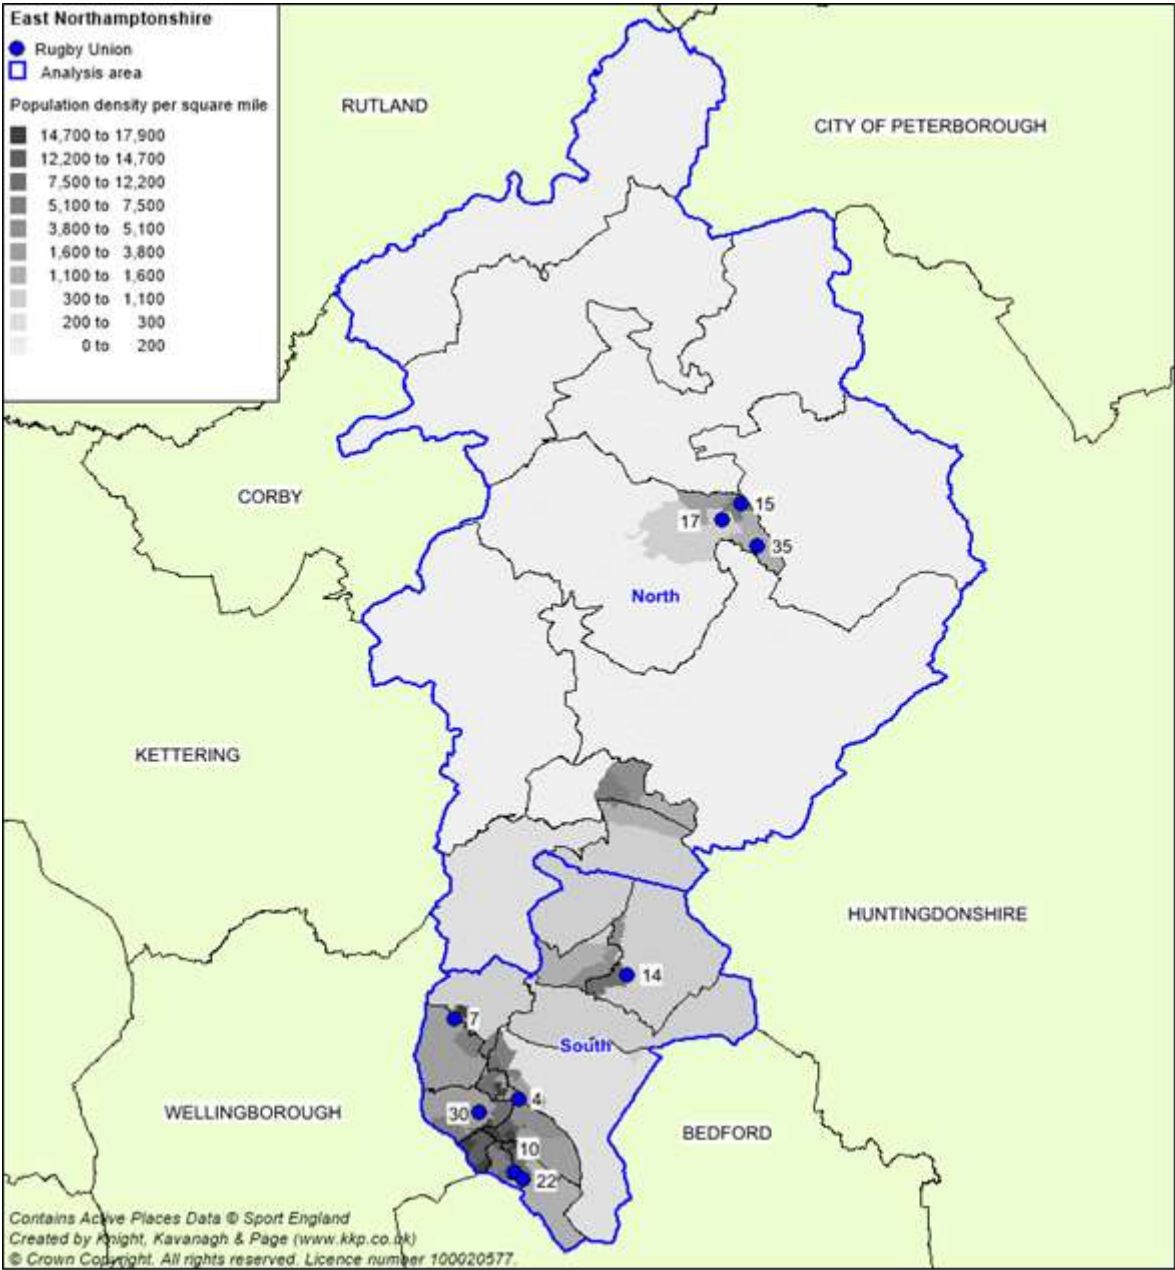 East Northamptonshire
Rugby Union
Analysis area
Population density per square mile
14,700 to 17,900
12,200 to 14,700
7,500 to 12,200
5,100 to 7,500
3,800 to 5,100
1,600 to 3,800
1,100 to 1,600
300 to 1,100
200 to 300
0 to 200
RUTLAND
CITY OF PETERBOROUGH
CORBY
15
17
35
North
KETTERING
HUNTINGDONSHIRE
14
7
South
4
30
WELLINGBOROUGH
BEDFORD
10
22
Contains Active Places Data © Sport England
Created by Knight, Kavanagh & Page (www.kkp.co.uk)
© Crown Copyright. All rights reserved. Licence number 100020577.